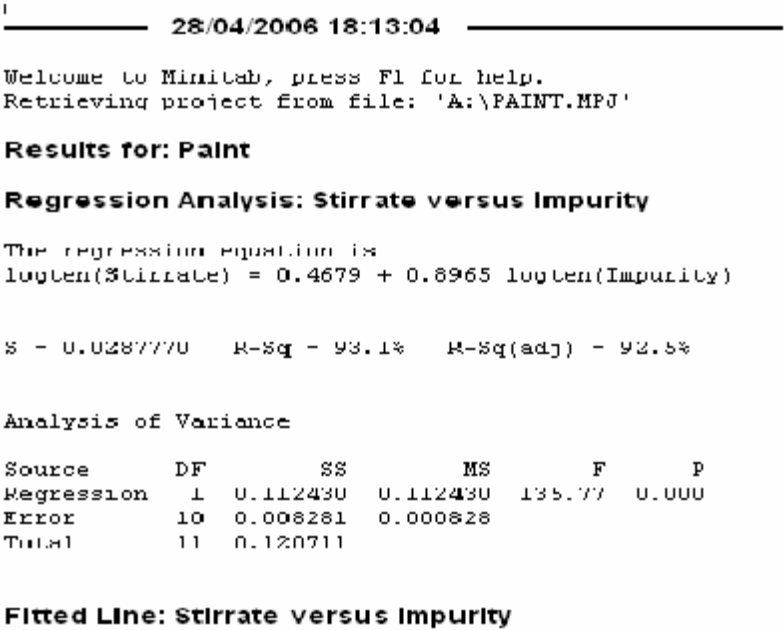 28/04/2006 18:13:04
Welcome to Minitab, press F1 for help.
Retrieving project from file: 'A:\PAINT.MPJ'
Results for: Paint
Regression Analysis: Stirrate versus Impurity
The regression equation is
logten(Stirrate) = 0.4679 + 0.8965 logten(Impurity)
S = 0.0287770 R-Sq = 93.1% R-Sq(adj) = 92.5%
Analysis of Variance
Source DF SS MS F P
Regression 1 0.112430 0.112430 135.77 0.000
Error 10 0.008281 0.000828
Total 11 0.120711
Fitted Line: Stirrate versus Impurity